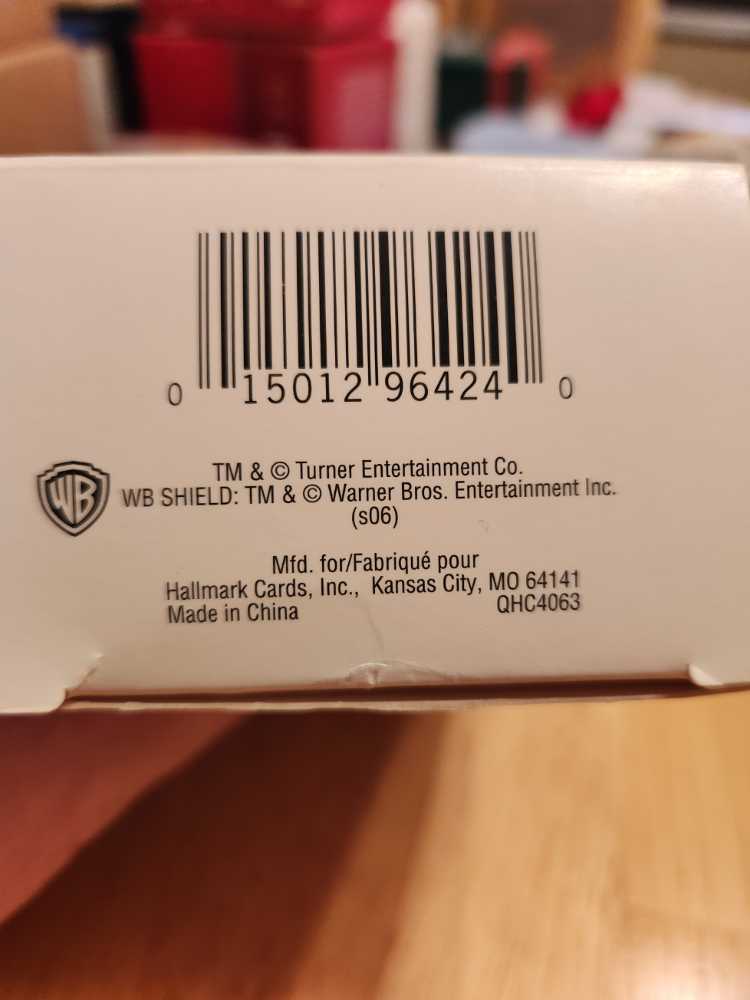 0 15012 96424 0
WB
TM & © Turner Entertainment Co.
WB SHIELD: TM & © Warner Bros. Entertainment Inc.
(s06)
Mfd. for/Fabriqué pour
Hallmark Cards, Inc., Kansas City, MO 64141
Made in China QHC4063